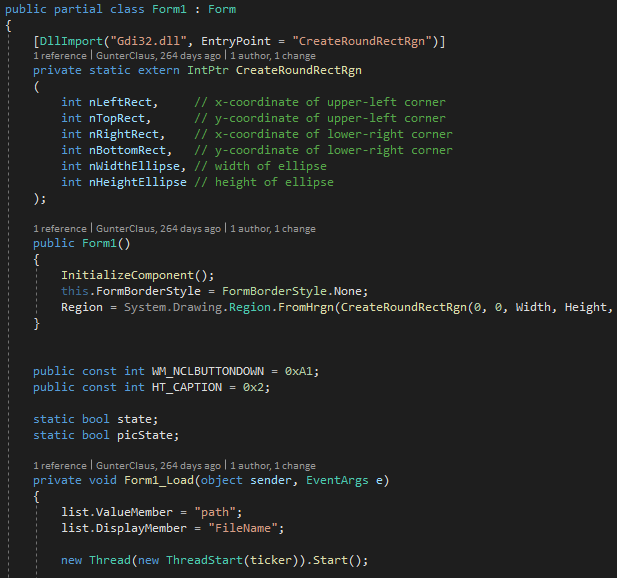 public partial class Form1 : Form
{
[DllImport("Gdi32.dll", EntryPoint = "CreateRoundRectRgn")]
1 reference | GunterClaus, 264 days ago | 1 author, 1 change
private static extern IntPtr CreateRoundRectRgn
(
int nLeftRect, // x-coordinate of upper-left corner
int nTopRect, // y-coordinate of upper-left corner
int nRightRect, // x-coordinate of lower-right corner
int nBottomRect, // y-coordinate of lower-right corner
int nWidthEllipse, // width of ellipse
int nHeightEllipse // height of ellipse
);
1 reference | GunterClaus, 264 days ago | 1 author, 1 change
public Form1()
{
InitializeComponent();
this.FormBorderStyle = FormBorderStyle.None;
Region = System.Drawing.Region.FromHrgn(CreateRoundRectRgn(0, 0, Width, Height,
}
public const int WM_NCLBUTTONDOWN = 0xA1;
public const int HT_CAPTION = 0x2;
static bool state;
static bool picState;
1 reference | GunterClaus, 264 days ago | 1 author, 1 change
private void Form1_Load(object sender, EventArgs e)
{
list.ValueMember = "path";
list.DisplayMember = "FileName";
new Thread(new ThreadStart(ticker)).Start();